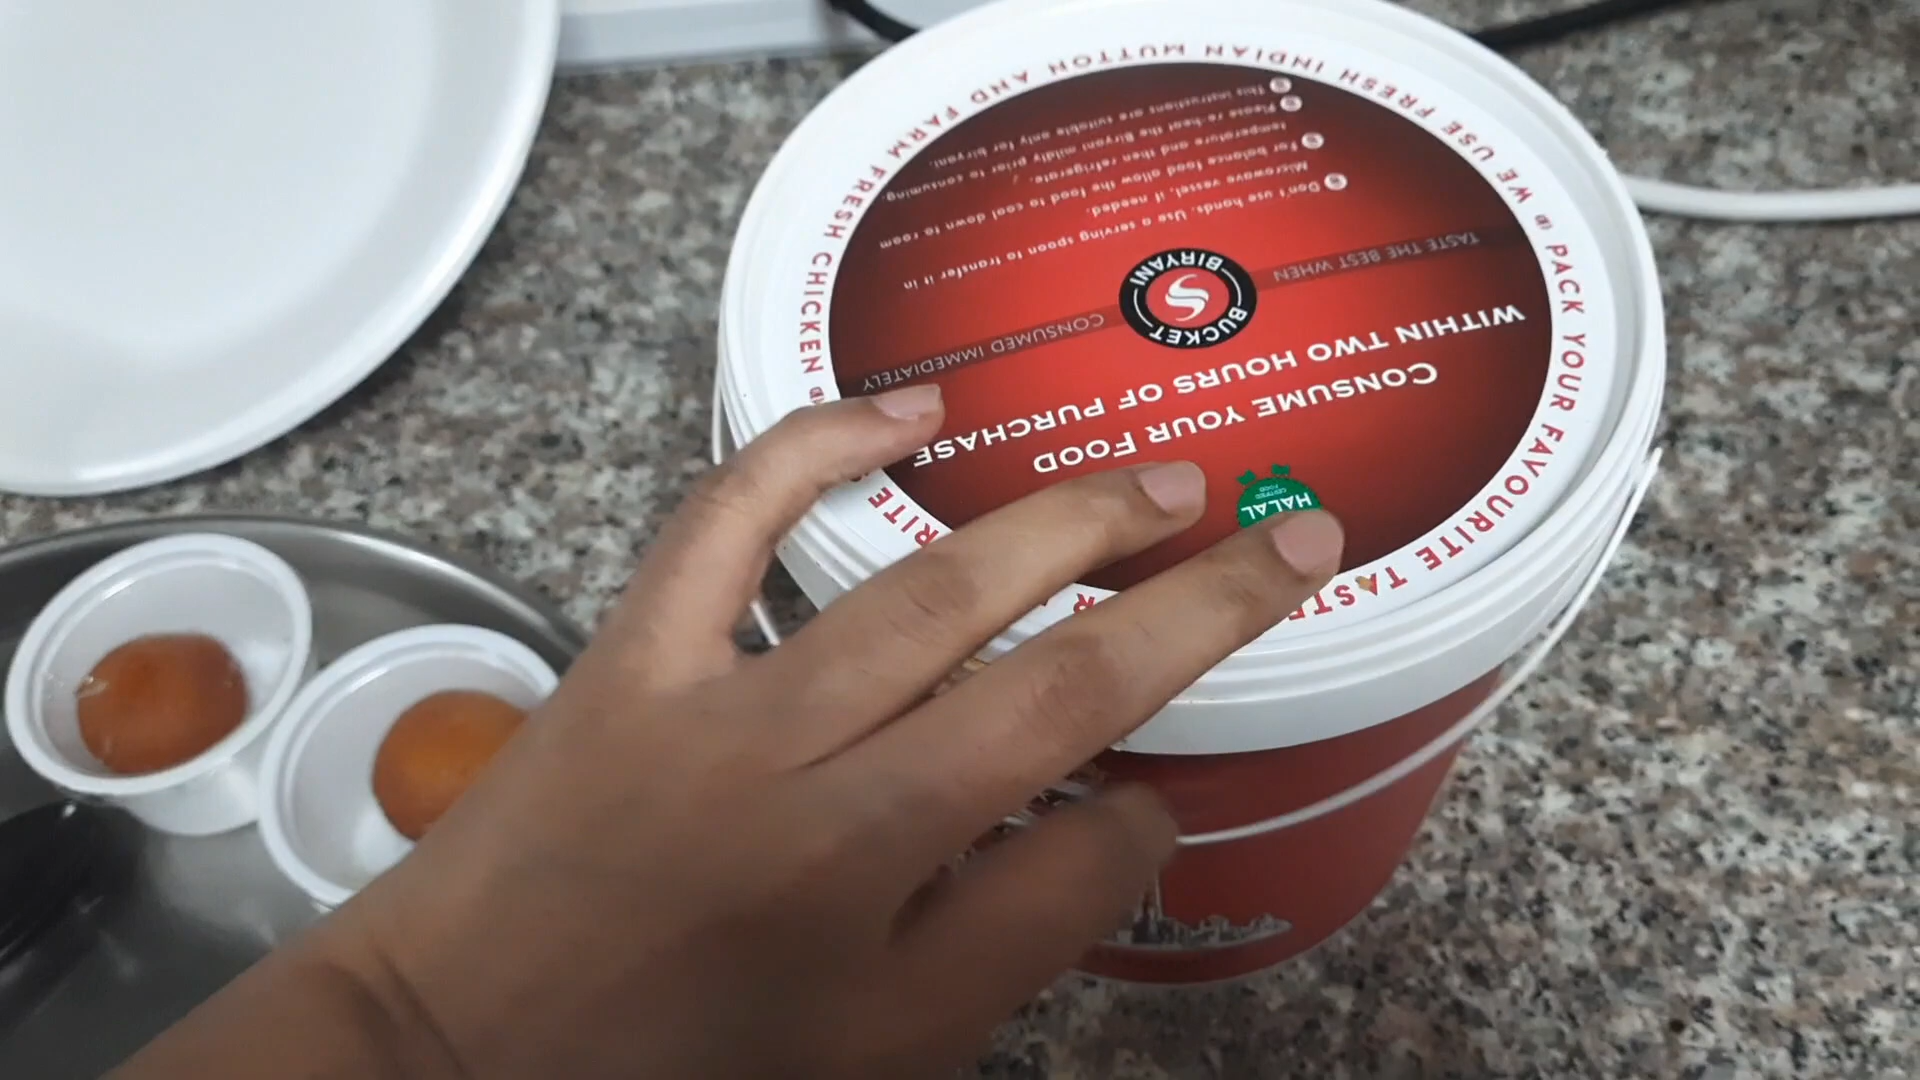 HALAL
CERTIFIED
FOOD
CONSUME YOUR FOOD
WITHIN TWO HOURS OF PURCHASE
TASTE THE BEST WHEN CONSUMED IMMEDIATELY
BUCKET
BIRYANI
Don't use hands. Use a serving spoon to transfer it in
Microwave vessel, if needed.
For balance food allow the food to cool down to room
temperature and then refrigerate.
Please re-heat the Biryani mildly prior to consuming.
This instructions are suitable only for biryani.
PACK YOUR FAVOURITE TASTE
WE USE FRESH INDIAN MUTTON AND FARM FRESH CHICKEN